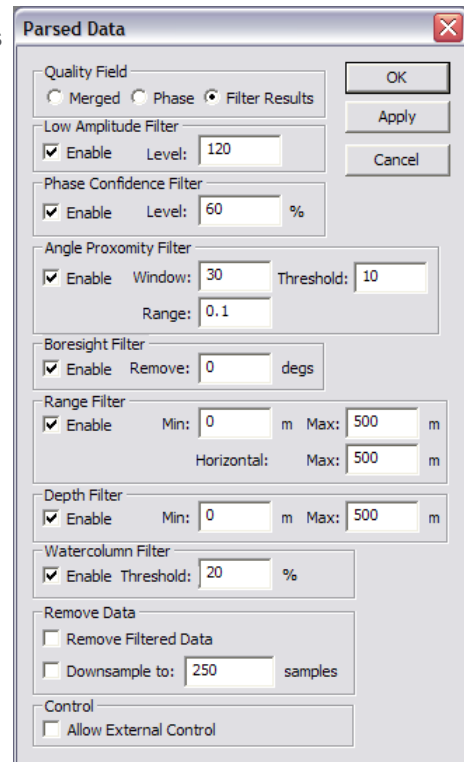 s
Parsed Data
Quality Field
Merged Phase Filter Results
OK
Apply
Cancel
Low Amplitude Filter
Enable Level: 120
Phase Confidence Filter
Enable Level: 60 %
Angle Proxomity Filter
Enable Window: 30 Threshold: 10
Range: 0.1
Boresight Filter
Enable Remove: 0 degs
Range Filter
Enable Min: 0 m Max: 500 m
Horizontal: Max: 500 m
Depth Filter
Enable Min: 0 m Max: 500 m
Watercolumn Filter
Enable Threshold: 20 %
Remove Data
Remove Filtered Data
Downsample to: 250 samples
Control
Allow External Control